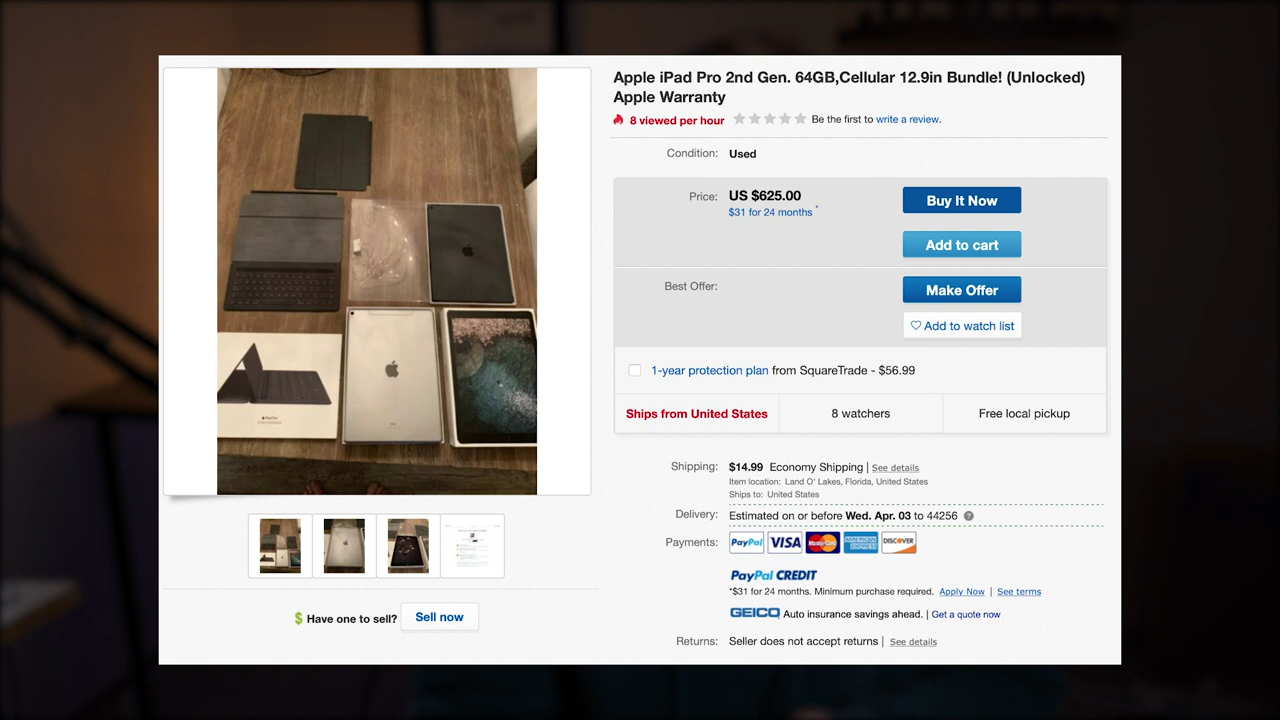 Apple iPad Pro 2nd Gen. 64GB,Cellular 12.9in Bundle! (Unlocked)
Apple Warranty
8 viewed per hour
Be the first to write a review.
Condition: Used
Price: US $625.00
$31 for 24 months *
Buy It Now
Add to cart
Best Offer:
Make Offer
Add to watch list
1-year protection plan from SquareTrade - $56.99
Ships from United States
8 watchers
Free local pickup
Shipping: $14.99 Economy Shipping | See details
Item location: Land O' Lakes, Florida, United States
Ships to: United States
Delivery: Estimated on or before Wed. Apr. 03 to 44256 ?
Payments: PayPal VISA MasterCard AMERICAN EXPRESS DISCOVER
PayPal CREDIT
*$31 for 24 months. Minimum purchase required. Apply Now | See terms
GEICO Auto insurance savings ahead. | Get a quote now
Returns: Seller does not accept returns | See details
$ Have one to sell? Sell now